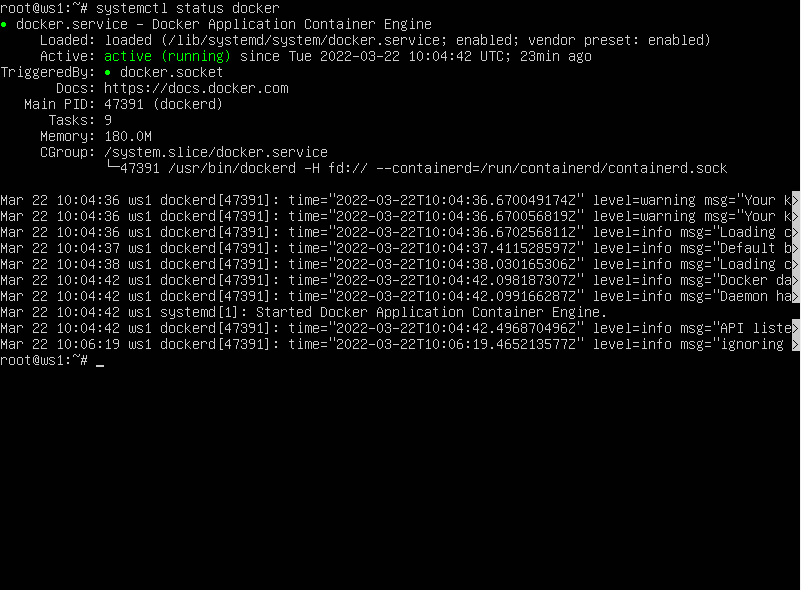 root@ws1:~# systemctl status docker
● docker.service - Docker Application Container Engine
     Loaded: loaded (/lib/systemd/system/docker.service; enabled; vendor preset: enabled)
     Active: active (running) since Tue 2022-03-22 10:04:42 UTC; 23min ago
TriggeredBy: ● docker.socket
       Docs: https://docs.docker.com
   Main PID: 47391 (dockerd)
      Tasks: 9
     Memory: 180.0M
     CGroup: /system.slice/docker.service
             └─47391 /usr/bin/dockerd -H fd:// --containerd=/run/containerd/containerd.sock
Mar 22 10:04:36 ws1 dockerd[47391]: time="2022-03-22T10:04:36.670049174Z" level=warning msg="Your k>
Mar 22 10:04:36 ws1 dockerd[47391]: time="2022-03-22T10:04:36.670056819Z" level=warning msg="Your k>
Mar 22 10:04:36 ws1 dockerd[47391]: time="2022-03-22T10:04:36.670256811Z" level=info msg="Loading c>
Mar 22 10:04:37 ws1 dockerd[47391]: time="2022-03-22T10:04:37.411528597Z" level=info msg="Default b>
Mar 22 10:04:38 ws1 dockerd[47391]: time="2022-03-22T10:04:38.030165306Z" level=info msg="Loading c>
Mar 22 10:04:42 ws1 dockerd[47391]: time="2022-03-22T10:04:42.098187307Z" level=info msg="Docker da>
Mar 22 10:04:42 ws1 dockerd[47391]: time="2022-03-22T10:04:42.099166287Z" level=info msg="Daemon ha>
Mar 22 10:04:42 ws1 systemd[1]: Started Docker Application Container Engine.
Mar 22 10:04:42 ws1 dockerd[47391]: time="2022-03-22T10:04:42.496870496Z" level=info msg="API liste>
Mar 22 10:06:19 ws1 dockerd[47391]: time="2022-03-22T10:06:19.465213577Z" level=info msg="ignoring >
root@ws1:~# _